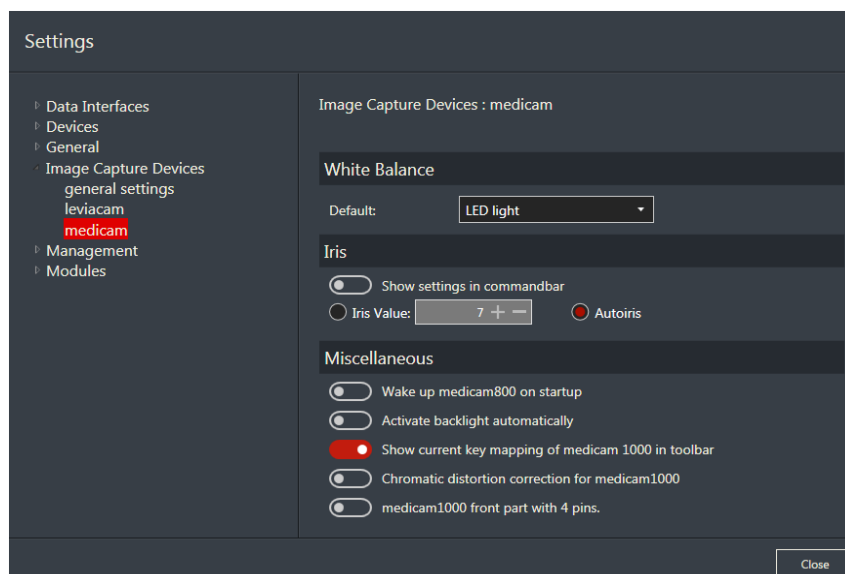 Settings
Data Interfaces
Devices
General
Image Capture Devices
general settings
leviacam
medicam
Management
Modules
Image Capture Devices : medicam
White Balance
Default: LED light
Iris
Show settings in commandbar
Iris Value: 7 + − Autoiris
Miscellaneous
Wake up medicam800 on startup
Activate backlight automatically
Show current key mapping of medicam 1000 in toolbar
Chromatic distortion correction for medicam1000
medicam1000 front part with 4 pins.
Close